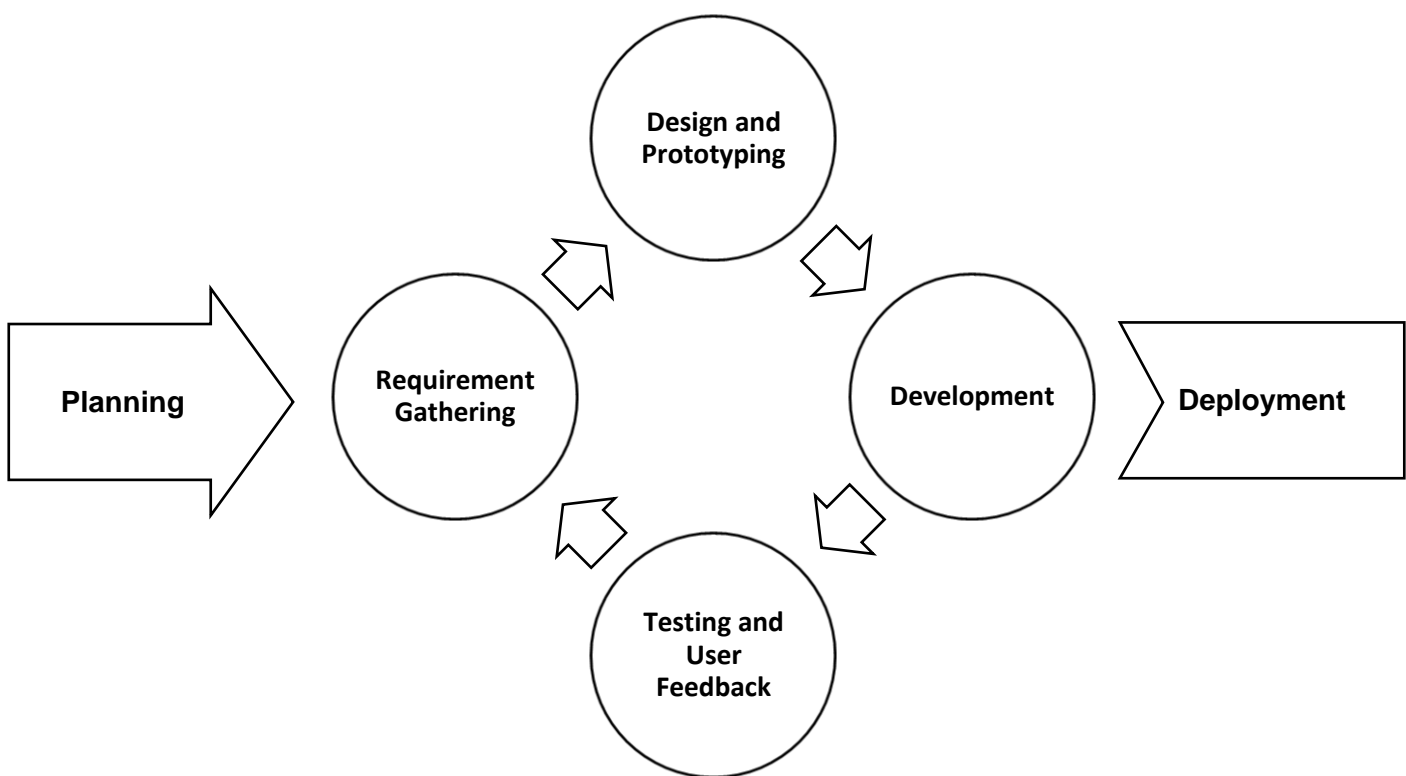 Design and
Prototyping
Planning
Requirement
Gathering
Development
Deployment
Testing and
User
Feedback